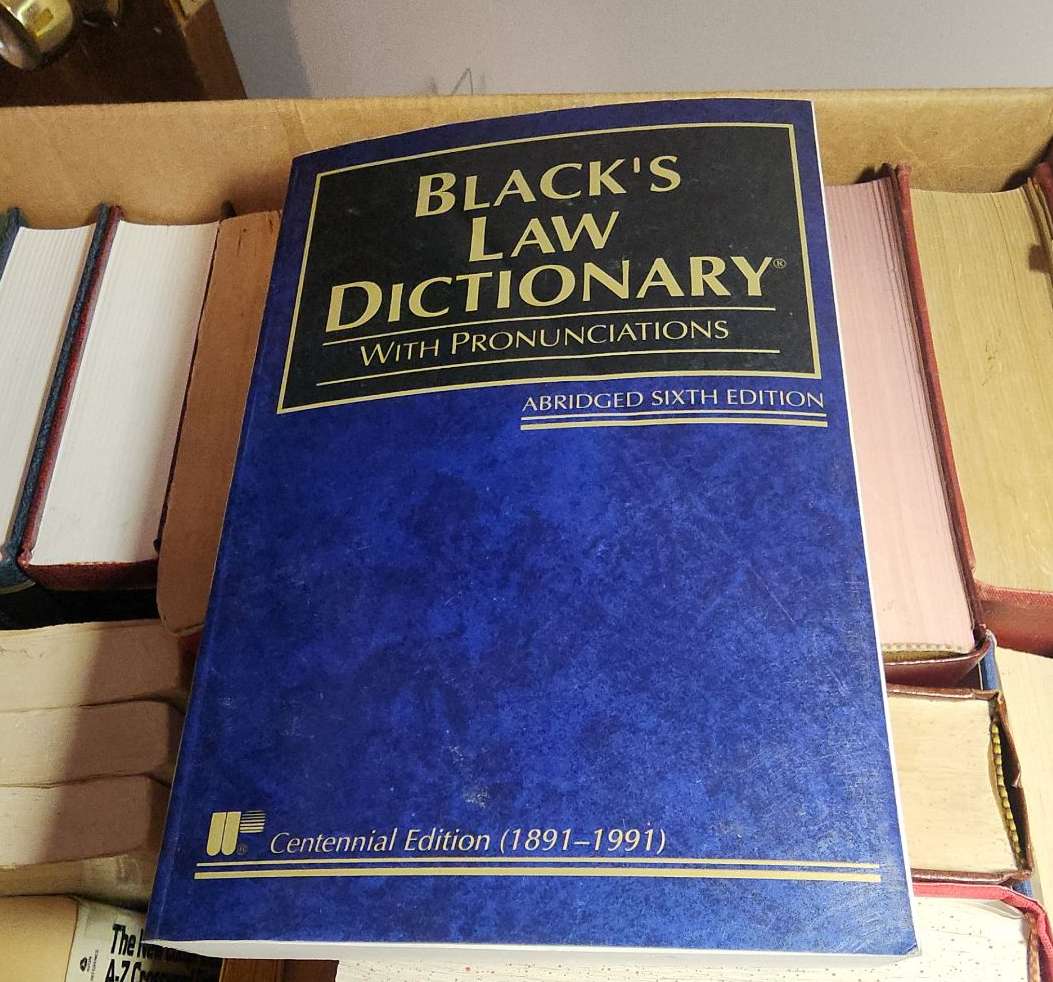 BLACK'S
LAW
DICTIONARY®
WITH PRONUNCIATIONS
ABRIDGED SIXTH EDITION
Centennial Edition (1891–1991)
The New
A-Z